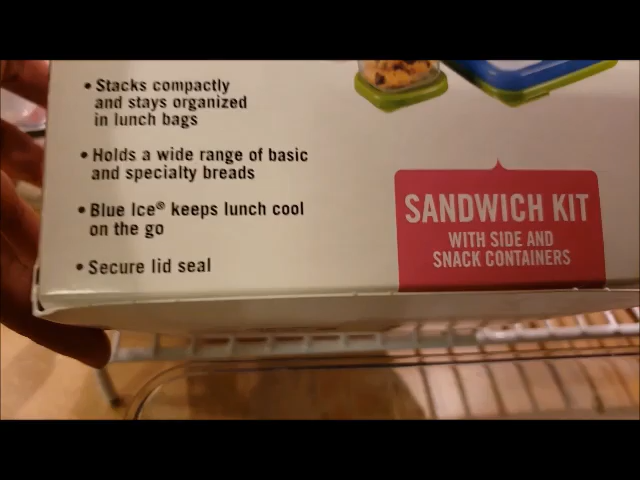 • Stacks compactly
and stays organized
in lunch bags
• Holds a wide range of basic
and specialty breads
• Blue Ice® keeps lunch cool
on the go
• Secure lid seal
SANDWICH KIT
WITH SIDE AND
SNACK CONTAINERS